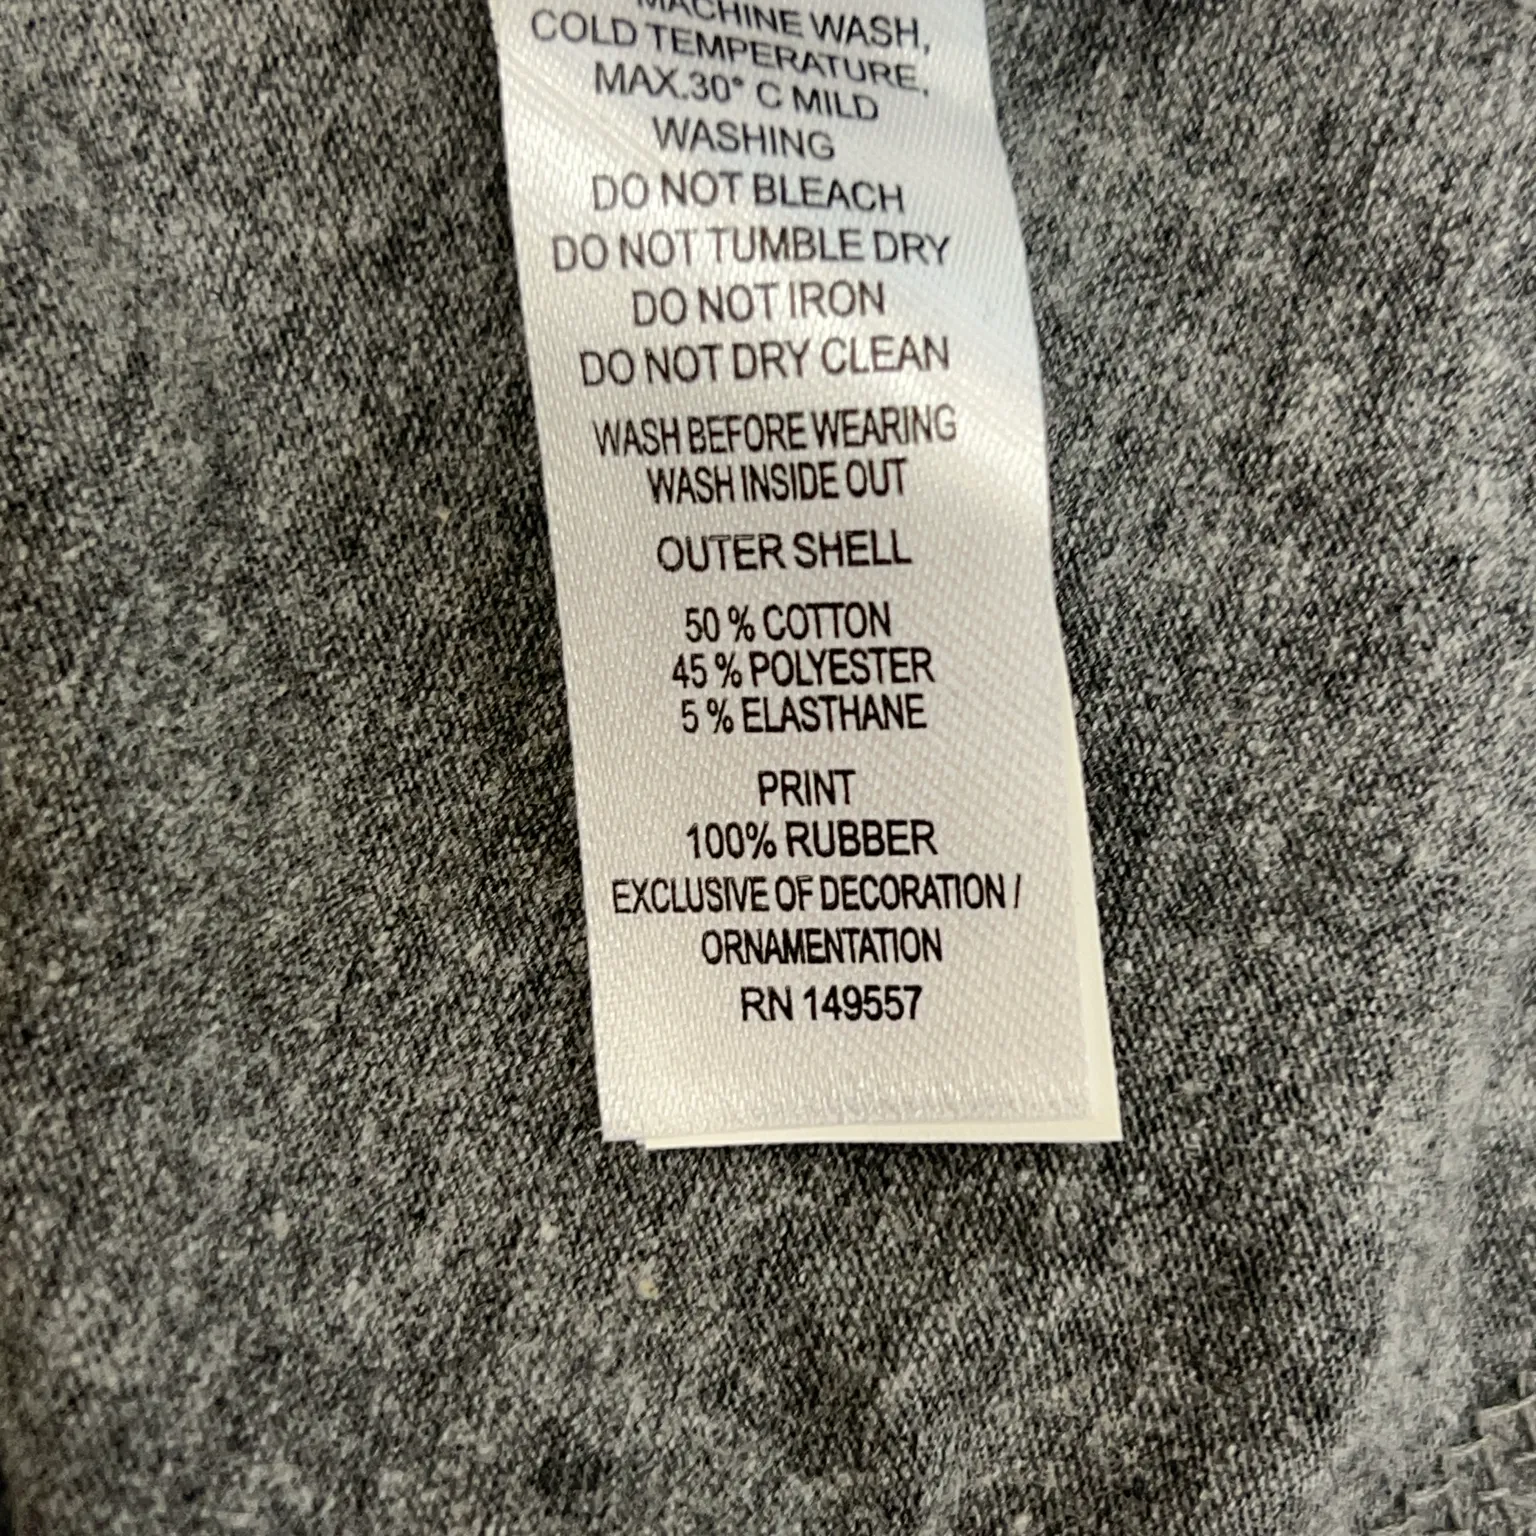 MACHINE WASH,
COLD TEMPERATURE,
MAX.30° C MILD
WASHING
DO NOT BLEACH
DO NOT TUMBLE DRY
DO NOT IRON
DO NOT DRY CLEAN
WASH BEFORE WEARING
WASH INSIDE OUT
OUTER SHELL
50 % COTTON
45 % POLYESTER
5 % ELASTHANE
PRINT
100% RUBBER
EXCLUSIVE OF DECORATION /
ORNAMENTATION
RN 149557